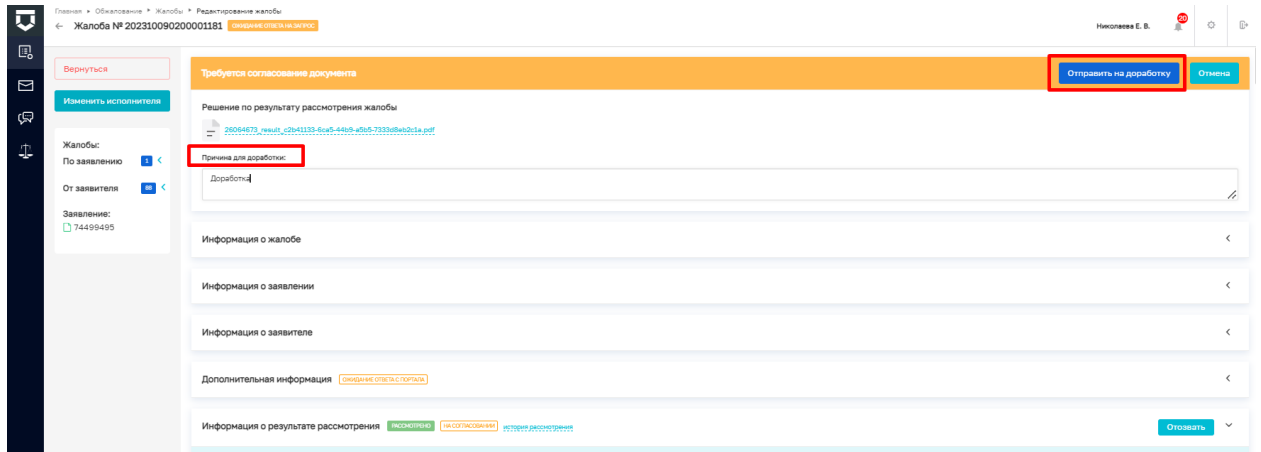 Главная ▸ Обжалование ▸ Жалобы ▸ Редактирование жалобы
← Жалоба № 202310090200001181 ОЖИДАНИЕ ОТВЕТА НА ЗАПРОС
Николаева Е. В. 20
Вернуться
Изменить исполнителя
Жалобы:
По заявлению 1
От заявителя 88
Заявление:
74499495
Требуется согласование документа
Отправить на доработку Отмена
Решение по результату рассмотрения жалобы
26064673_result_c2b41133-6ca5-44b9-a5b5-7333d8eb2c1a.pdf
Причина для доработки:
Доработка
Информация о жалобе
Информация о заявлении
Информация о заявителе
Дополнительная информация ОЖИДАНИЕ ОТВЕТА С ПОРТАЛА
Информация о результате рассмотрения РАССМОТРЕНО НА СОГЛАСОВАНИИ история рассмотрения
Отозвать